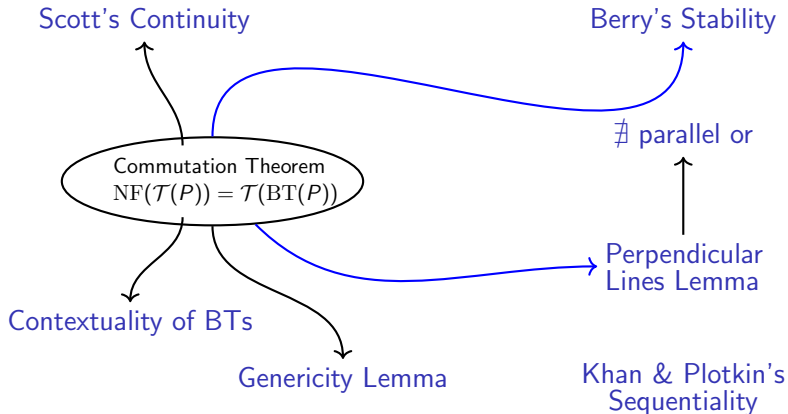 Scott's Continuity
Berry's Stability
∄ parallel or
Commutation Theorem
NF(𝒯(P)) = 𝒯(BT(P))
Perpendicular
Lines Lemma
Contextuality of BTs
Genericity Lemma
Khan & Plotkin's
Sequentiality